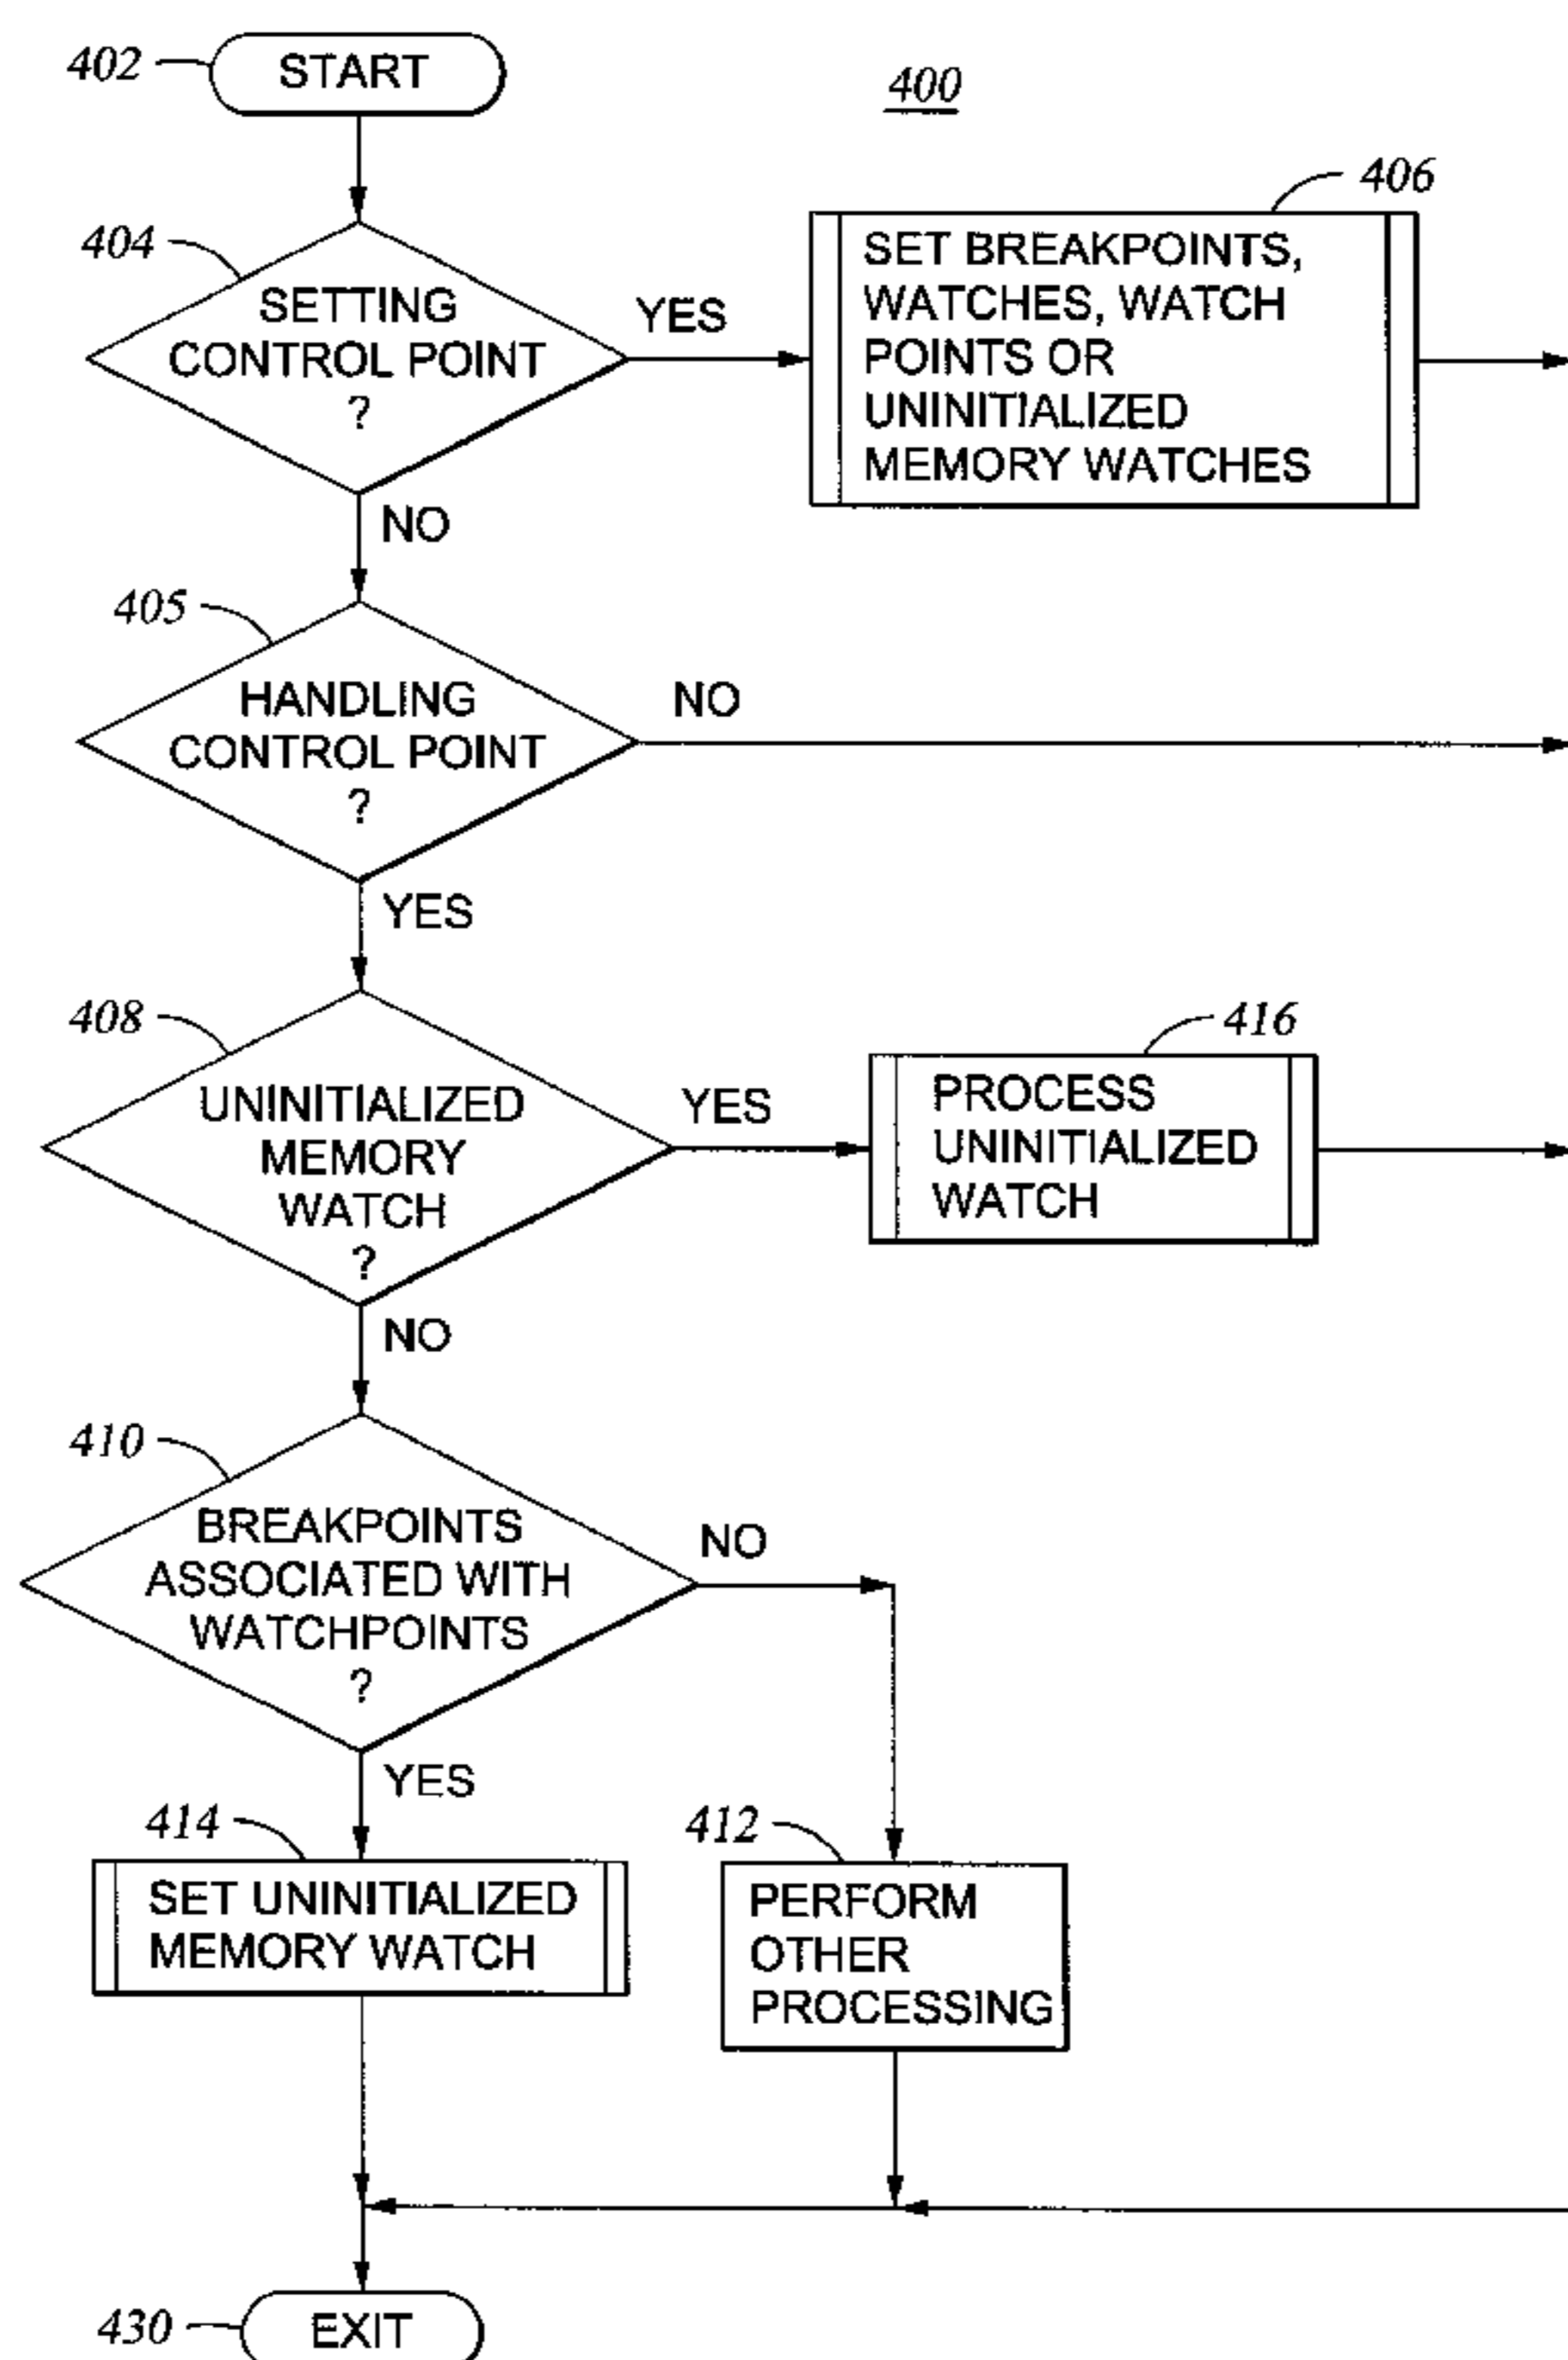 402
START
400
404
SETTING
CONTROL POINT
?
YES
NO
406
SET BREAKPOINTS,
WATCHES, WATCH
POINTS OR
UNINITIALIZED
MEMORY WATCHES
405
HANDLING
CONTROL POINT
?
NO
YES
408
UNINITIALIZED
MEMORY
WATCH
?
YES
NO
416
PROCESS
UNINITIALIZED
WATCH
410
BREAKPOINTS
ASSOCIATED WITH
WATCHPOINTS
?
NO
YES
414
SET UNINITIALIZED
MEMORY WATCH
412
PERFORM
OTHER
PROCESSING
430
EXIT